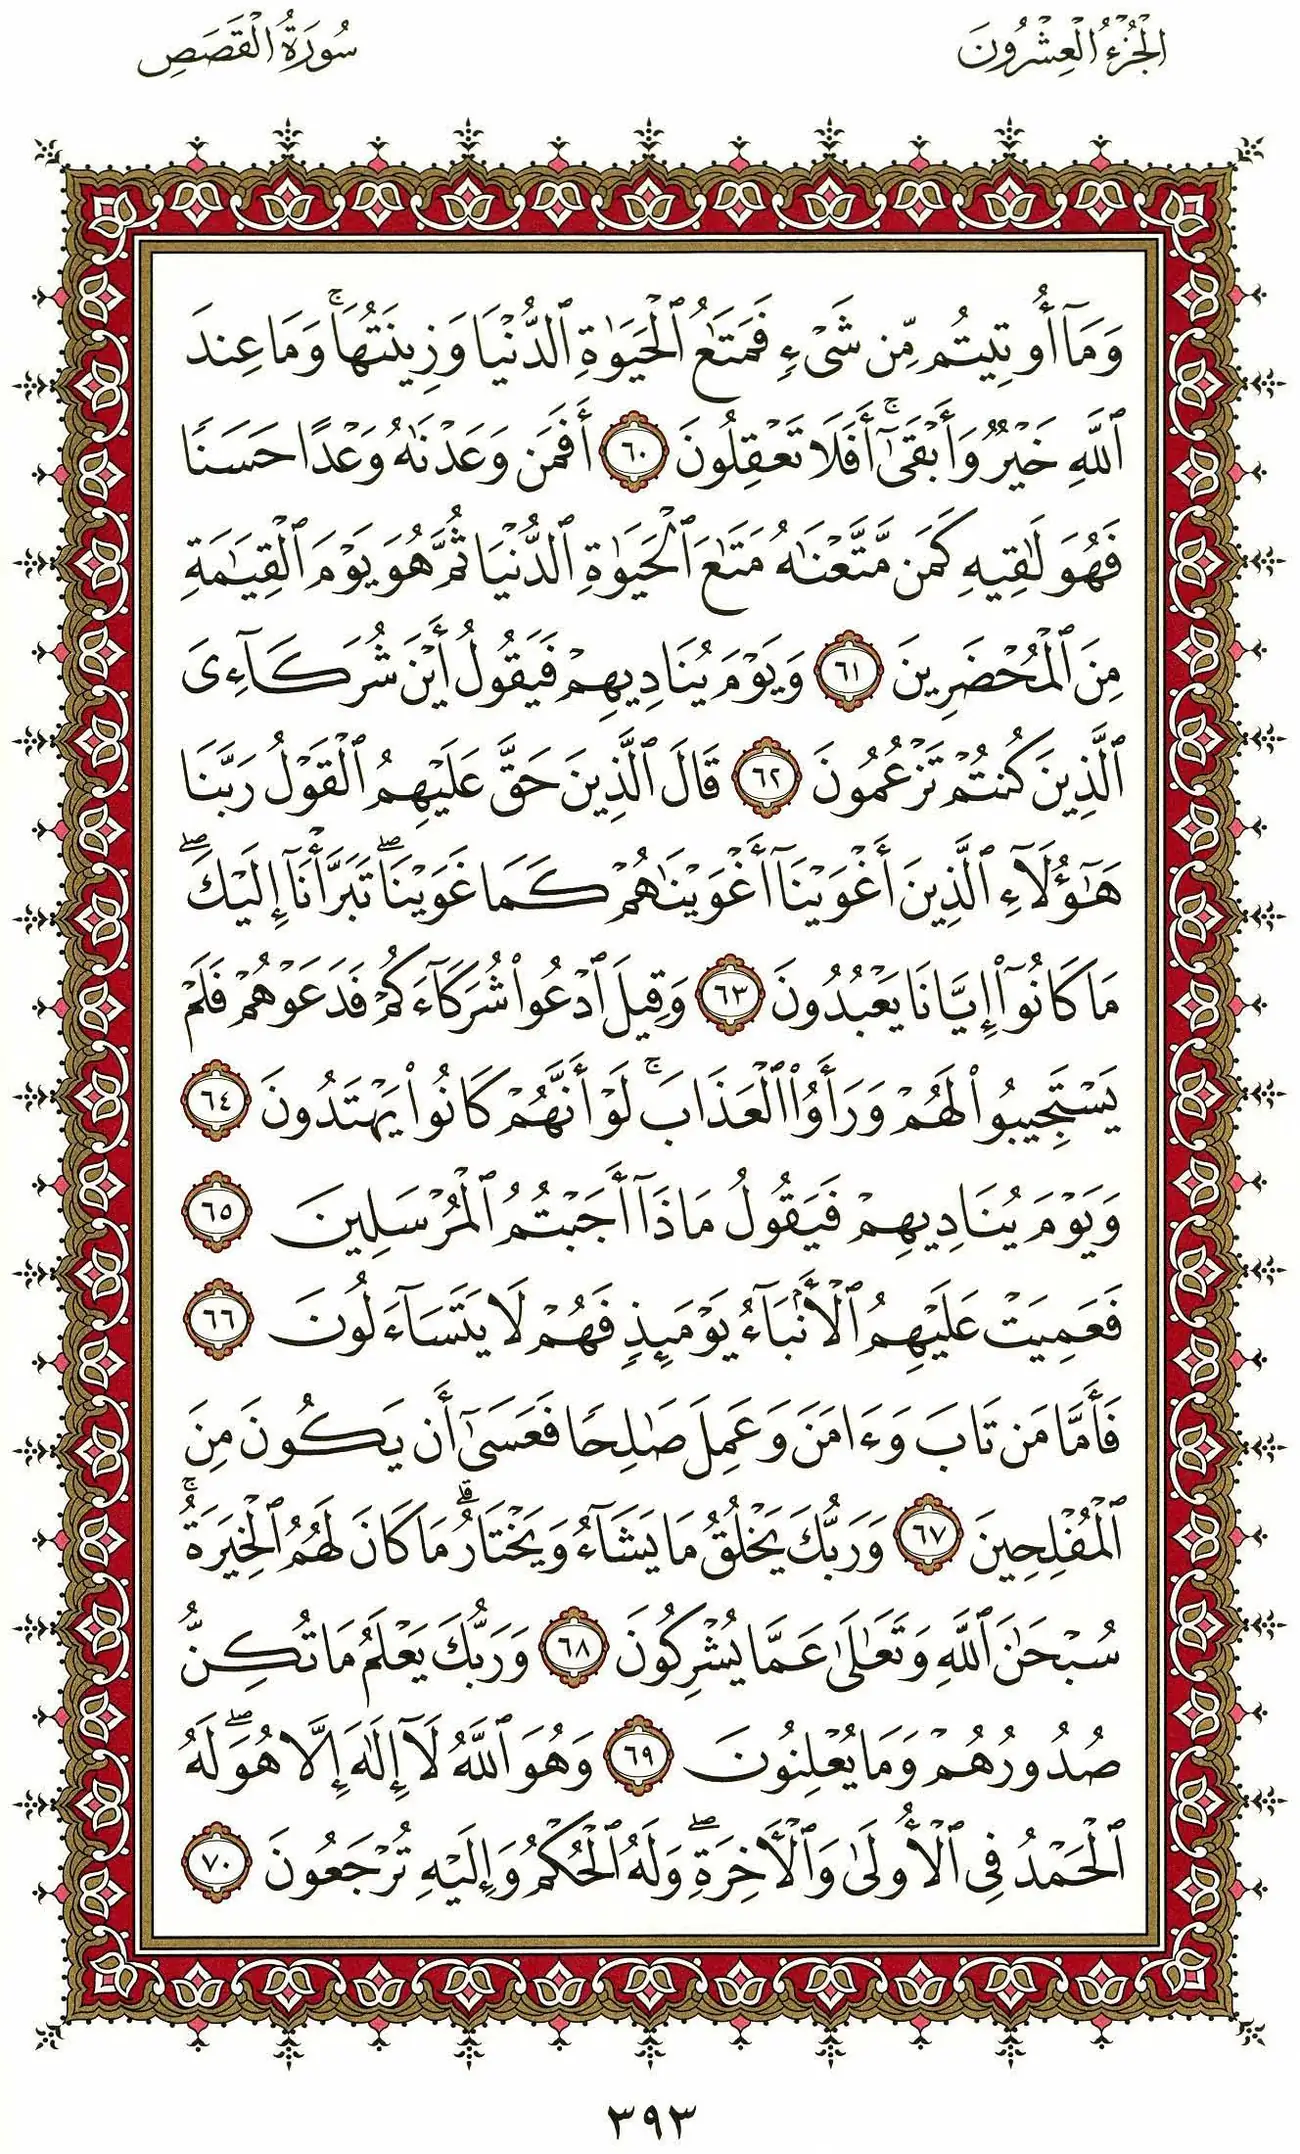 الجُزْءُ العِشْرُونَ
سُورَةُ القَصَصِ
وَمَآ أُوتِيتُم مِّن شَىْءٍ فَمَتَٰعُ ٱلْحَيَوٰةِ ٱلدُّنْيَا وَزِينَتُهَا ۚ وَمَا عِندَ
ٱللَّهِ خَيْرٌ وَأَبْقَىٰٓ ۚ أَفَلَا تَعْقِلُونَ ٦٠ أَفَمَن وَعَدْنَٰهُ وَعْدًا حَسَنًا
فَهُوَ لَٰقِيهِ كَمَن مَّتَّعْنَٰهُ مَتَٰعَ ٱلْحَيَوٰةِ ٱلدُّنْيَا ثُمَّ هُوَ يَوْمَ ٱلْقِيَٰمَةِ
مِنَ ٱلْمُحْضَرِينَ ٦١ وَيَوْمَ يُنَادِيهِمْ فَيَقُولُ أَيْنَ شُرَكَآءِىَ
ٱلَّذِينَ كُنتُمْ تَزْعُمُونَ ٦٢ قَالَ ٱلَّذِينَ حَقَّ عَلَيْهِمُ ٱلْقَوْلُ رَبَّنَا
هَٰٓؤُلَآءِ ٱلَّذِينَ أَغْوَيْنَآ أَغْوَيْنَٰهُمْ كَمَا غَوَيْنَا ۖ تَبَرَّأْنَآ إِلَيْكَ ۖ
مَا كَانُوٓا۟ إِيَّانَا يَعْبُدُونَ ٦٣ وَقِيلَ ٱدْعُوا۟ شُرَكَآءَكُمْ فَدَعَوْهُمْ فَلَمْ
يَسْتَجِيبُوا۟ لَهُمْ وَرَأَوُا۟ ٱلْعَذَابَ ۚ لَوْ أَنَّهُمْ كَانُوا۟ يَهْتَدُونَ ٦٤
وَيَوْمَ يُنَادِيهِمْ فَيَقُولُ مَاذَآ أَجَبْتُمُ ٱلْمُرْسَلِينَ ٦٥
فَعَمِيَتْ عَلَيْهِمُ ٱلْأَنۢبَآءُ يَوْمَئِذٍ فَهُمْ لَا يَتَسَآءَلُونَ ٦٦
فَأَمَّا مَن تَابَ وَءَامَنَ وَعَمِلَ صَٰلِحًا فَعَسَىٰٓ أَن يَكُونَ مِنَ
ٱلْمُفْلِحِينَ ٦٧ وَرَبُّكَ يَخْلُقُ مَا يَشَآءُ وَيَخْتَارُ ۗ مَا كَانَ لَهُمُ ٱلْخِيَرَةُ ۚ
سُبْحَٰنَ ٱللَّهِ وَتَعَٰلَىٰ عَمَّا يُشْرِكُونَ ٦٨ وَرَبُّكَ يَعْلَمُ مَا تُكِنُّ
صُدُورُهُمْ وَمَا يُعْلِنُونَ ٦٩ وَهُوَ ٱللَّهُ لَآ إِلَٰهَ إِلَّا هُوَ ۖ لَهُ
ٱلْحَمْدُ فِى ٱلْأُولَىٰ وَٱلْءَاخِرَةِ ۖ وَلَهُ ٱلْحُكْمُ وَإِلَيْهِ تُرْجَعُونَ ٧٠
٣٩٣